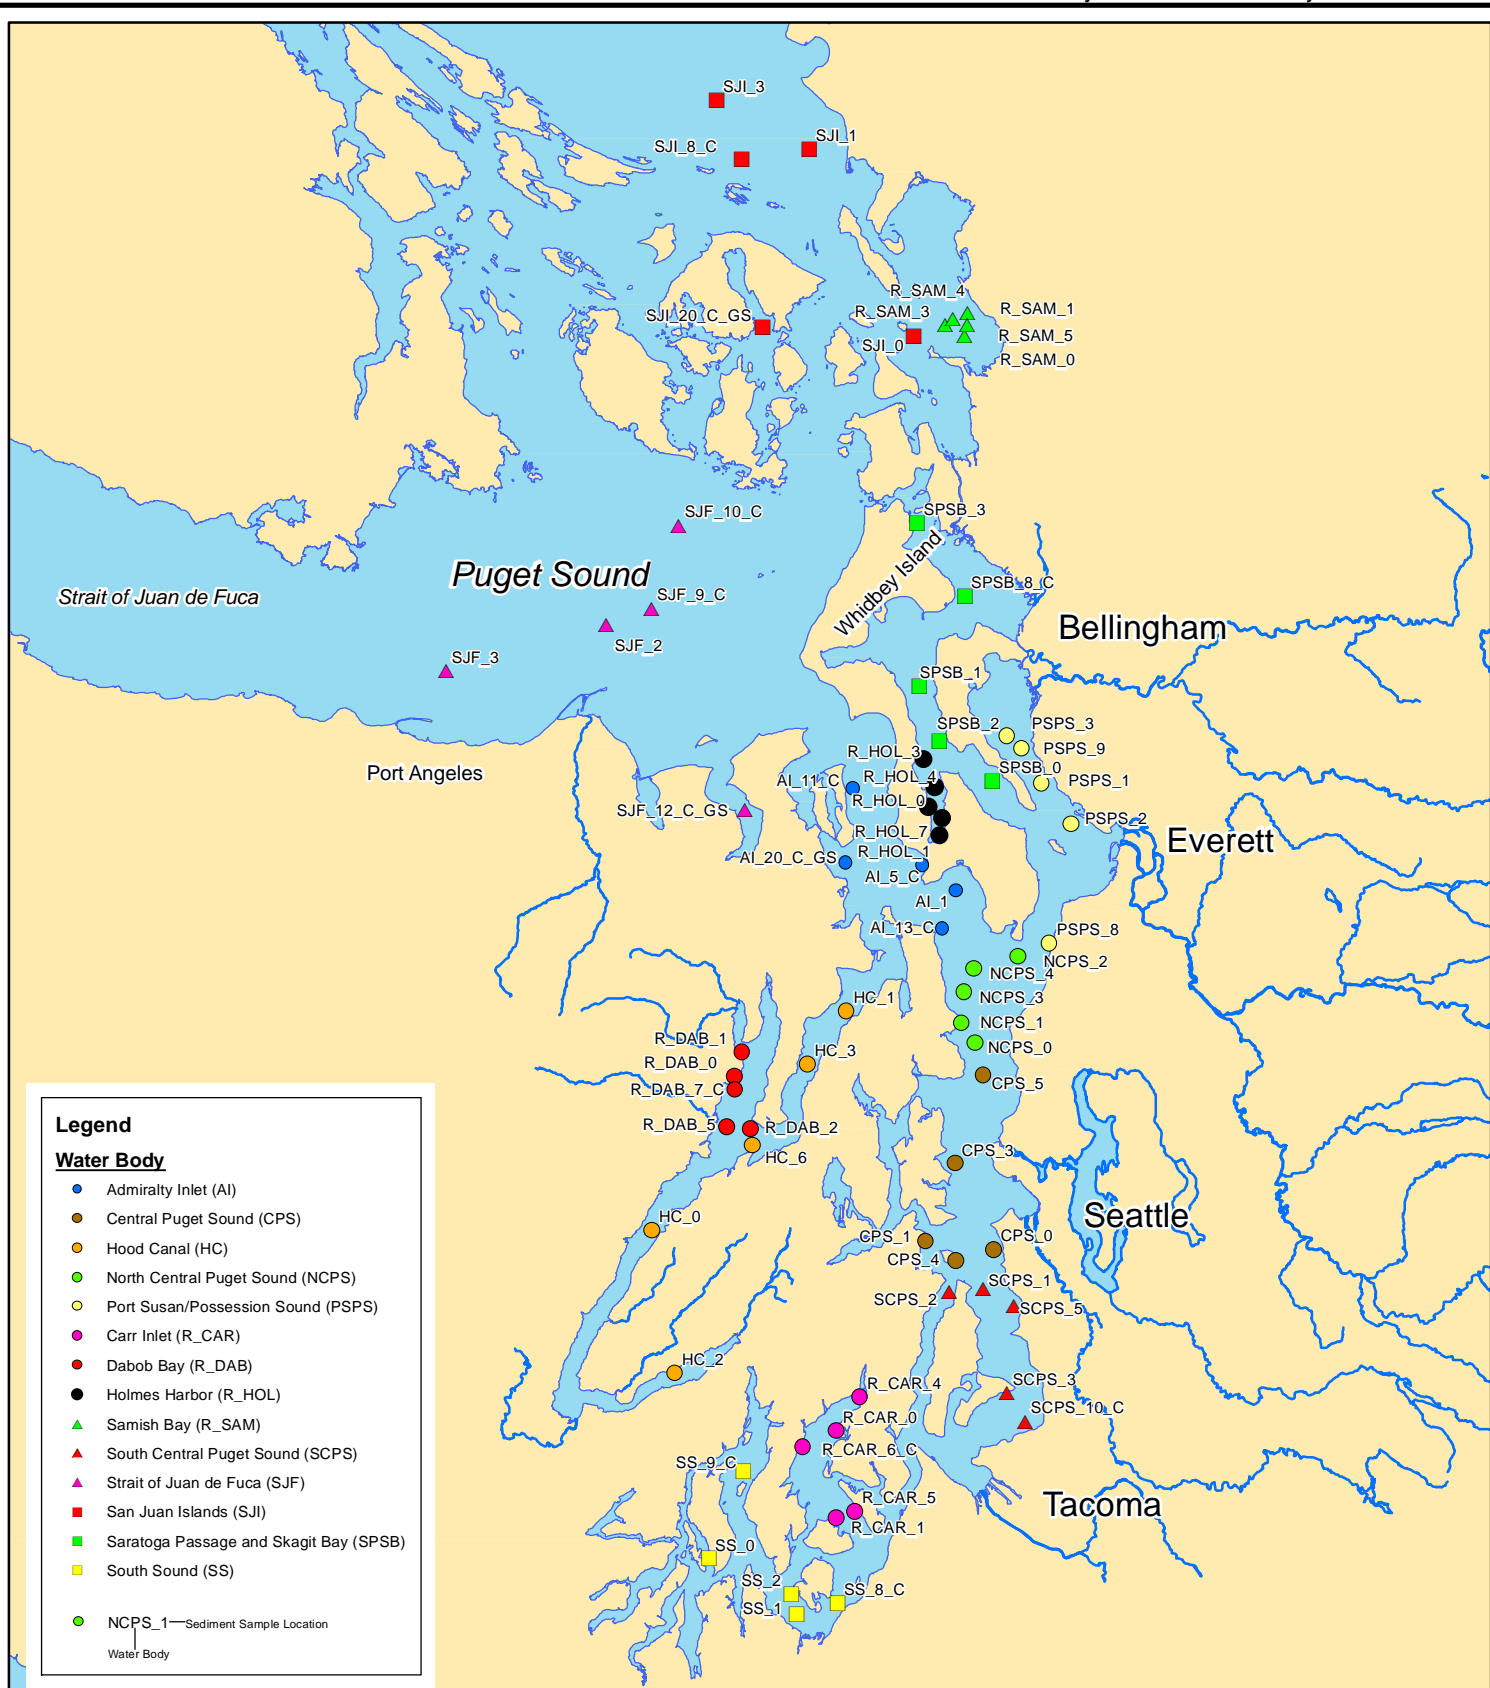 SJI_3
SJI_1
SJI_8_C
R_SAM_4
R_SAM_3
R_SAM_1
SJI_20_C_GS
SJI_0
R_SAM_5
R_SAM_0
SJF_10_C
SPSB_3
Puget Sound
Whidbey Island
Strait of Juan de Fuca
SJF_9_C
SPSB_8_C
Bellingham
SJF_2
SJF_3
SPSB_1
SPSB_2
PSPS_3
R_HOL_3
PSPS_9
Port Angeles
AI_11_C
R_HOL_4
SPSB_0
PSPS_1
R_HOL_0
SJF_12_C_GS
PSPS_2
R_HOL_7
Everett
AI_20_C_GS
R_HOL_1
AI_5_C
AI_1
AI_13_C
PSPS_8
NCPS_2
NCPS_4
HC_1
NCPS_3
NCPS_1
R_DAB_1
NCPS_0
HC_3
R_DAB_0
CPS_5
R_DAB_7_C
R_DAB_5
R_DAB_2
CPS_3
HC_6
HC_0
Seattle
CPS_1
CPS_0
CPS_4
SCPS_1
SCPS_2
SCPS_5
HC_2
SCPS_3
R_CAR_4
SCPS_10_C
R_CAR_0
R_CAR_6_C
SS_9_C
R_CAR_5
Tacoma
R_CAR_1
SS_0
SS_2
SS_8_C
SS_1
Legend
Water Body
Admiralty Inlet (AI)
Central Puget Sound (CPS)
Hood Canal (HC)
North Central Puget Sound (NCPS)
Port Susan/Possession Sound (PSPS)
Carr Inlet (R_CAR)
Dabob Bay (R_DAB)
Holmes Harbor (R_HOL)
Samish Bay (R_SAM)
South Central Puget Sound (SCPS)
Strait of Juan de Fuca (SJF)
San Juan Islands (SJI)
Saratoga Passage and Skagit Bay (SPSB)
South Sound (SS)
NCPS_1 Sediment Sample Location
Water Body